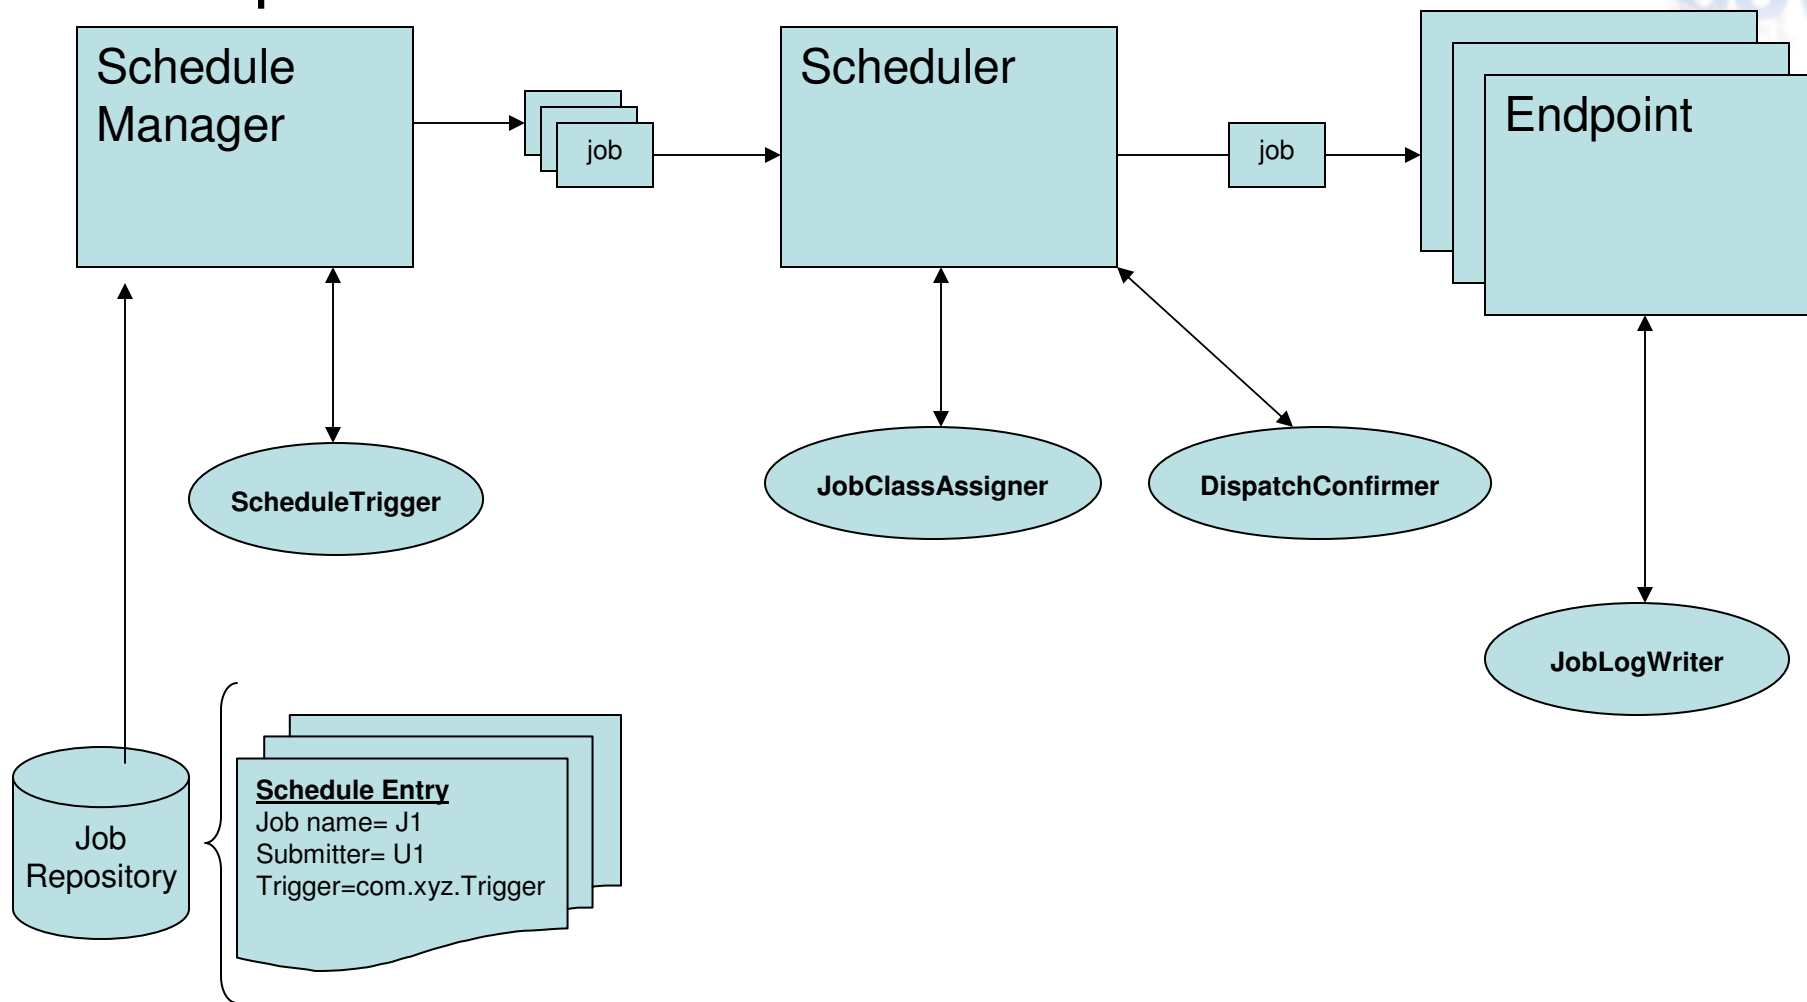 Schedule
Manager
job
Scheduler
job
Endpoint
ScheduleTrigger
JobClassAssigner
DispatchConfirmer
JobLogWriter
Job
Repository
Schedule Entry
Job name= J1
Submitter= U1
Trigger=com.xyz.Trigger